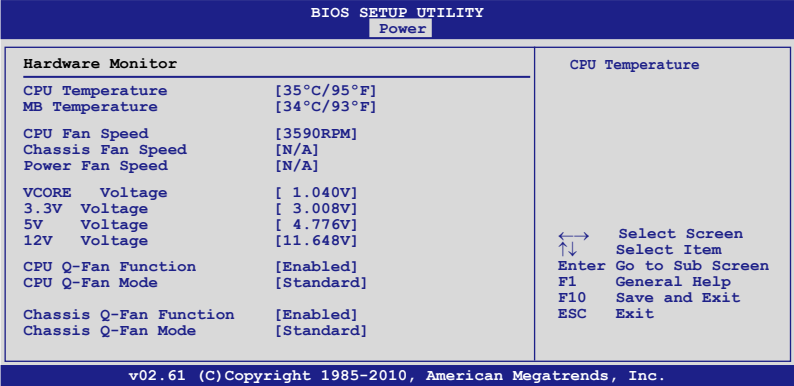 BIOS SETUP UTILITY
Power
Hardware Monitor
CPU Temperature [35°C/95°F]
MB Temperature [34°C/93°F]
CPU Fan Speed [3590RPM]
Chassis Fan Speed [N/A]
Power Fan Speed [N/A]
VCORE Voltage [ 1.040V]
3.3V Voltage [ 3.008V]
5V Voltage [ 4.776V]
12V Voltage [11.648V]
CPU Q-Fan Function [Enabled]
CPU Q-Fan Mode [Standard]
Chassis Q-Fan Function [Enabled]
Chassis Q-Fan Mode [Standard]
CPU Temperature
←→ Select Screen
↑↓ Select Item
Enter Go to Sub Screen
F1 General Help
F10 Save and Exit
ESC Exit
v02.61 (C)Copyright 1985-2010, American Megatrends, Inc.